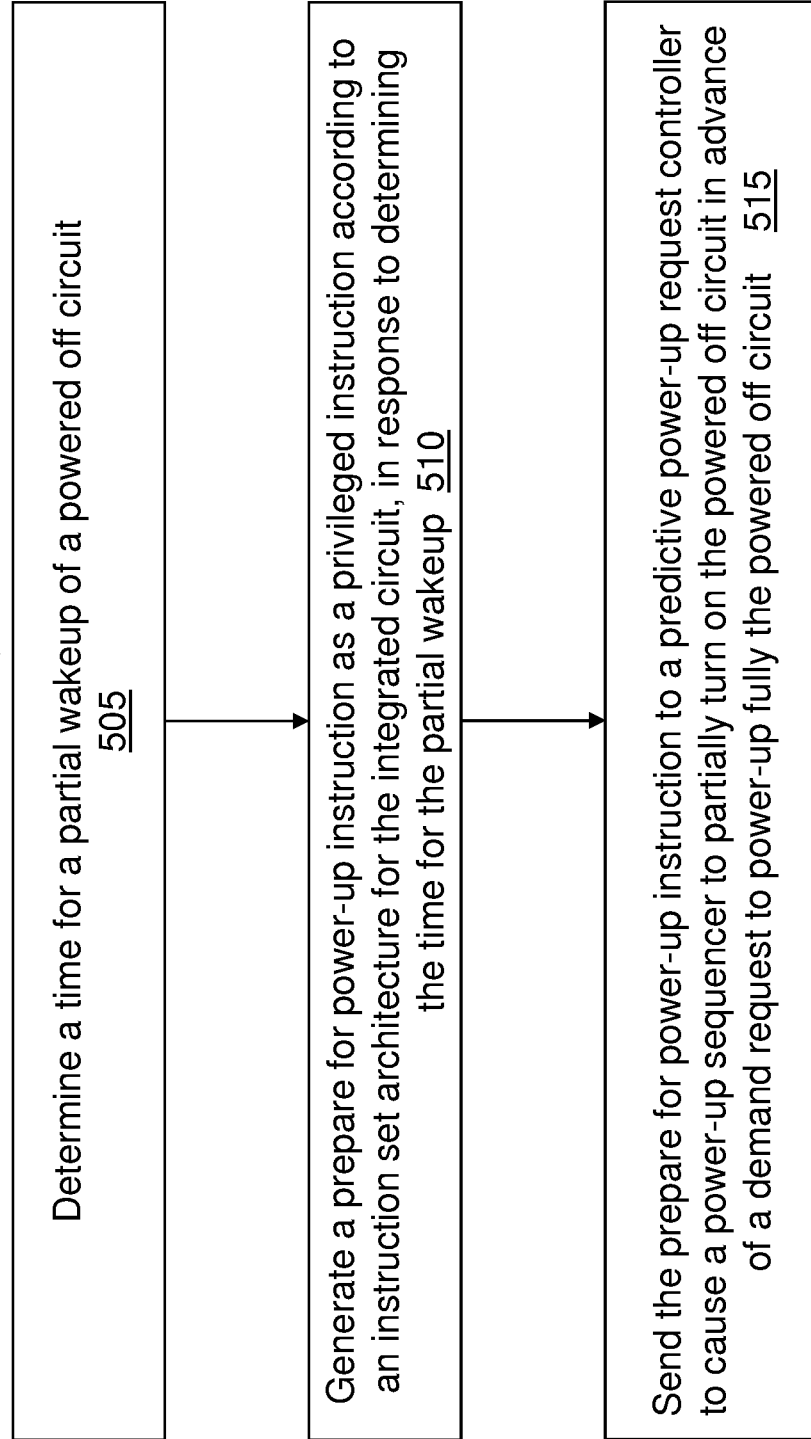 Determine a time for a partial wakeup of a powered off circuit
505
Generate a prepare for power-up instruction as a privileged instruction according to
an instruction set architecture for the integrated circuit, in response to determining
the time for the partial wakeup 510
Send the prepare for power-up instruction to a predictive power-up request controller
to cause a power-up sequencer to partially turn on the powered off circuit in advance
of a demand request to power-up fully the powered off circuit 515